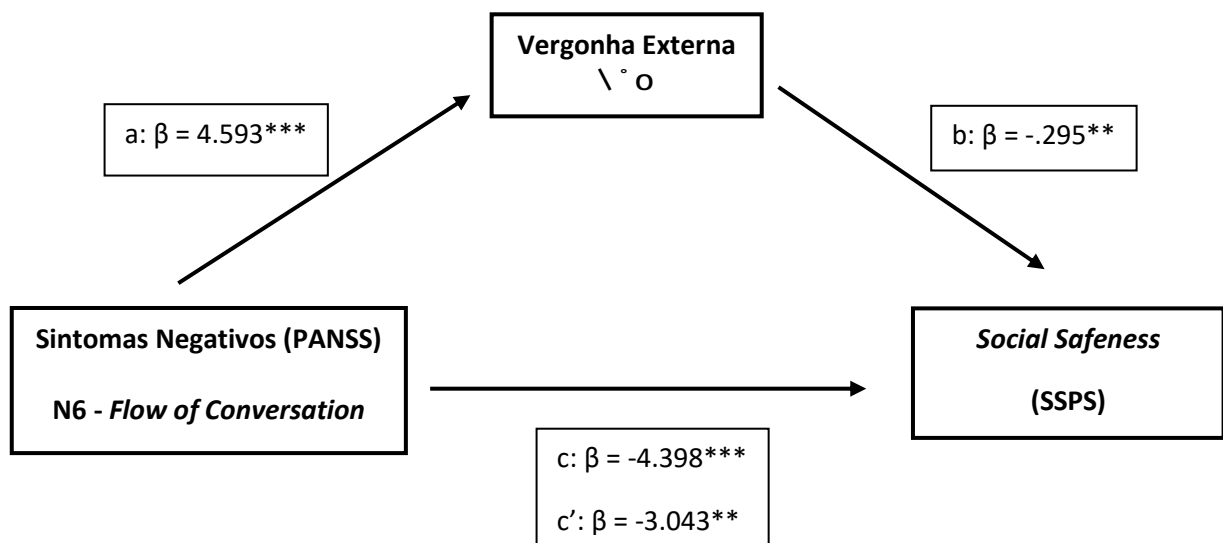 Vergonha Externa
a: β = 4.593***
b: β = -.295**
Sintomas Negativos (PANSS)
N6 - Flow of Conversation
Social Safeness
(SSPS)
c: β = -4.398***
c’: β = -3.043**